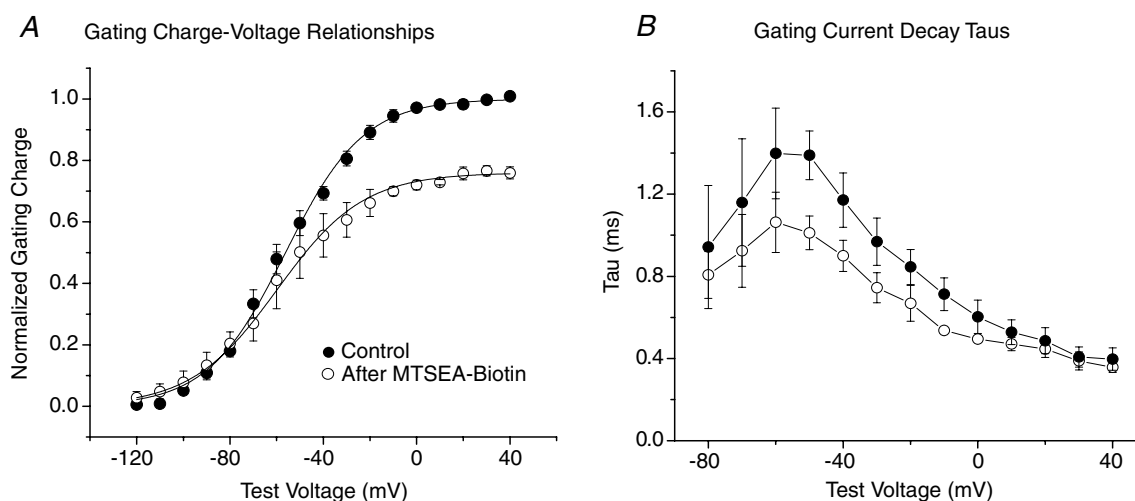 A Gating Charge-Voltage Relationships
Normalized Gating Charge
1.0
0.8
0.6
0.4
0.2
0.0
-120 -80 -40 0 40
Test Voltage (mV)
Control
After MTSEA-Biotin
B Gating Current Decay Taus
Tau (ms)
1.6
1.2
0.8
0.4
0.0
-80 -40 0 40
Test Voltage (mV)